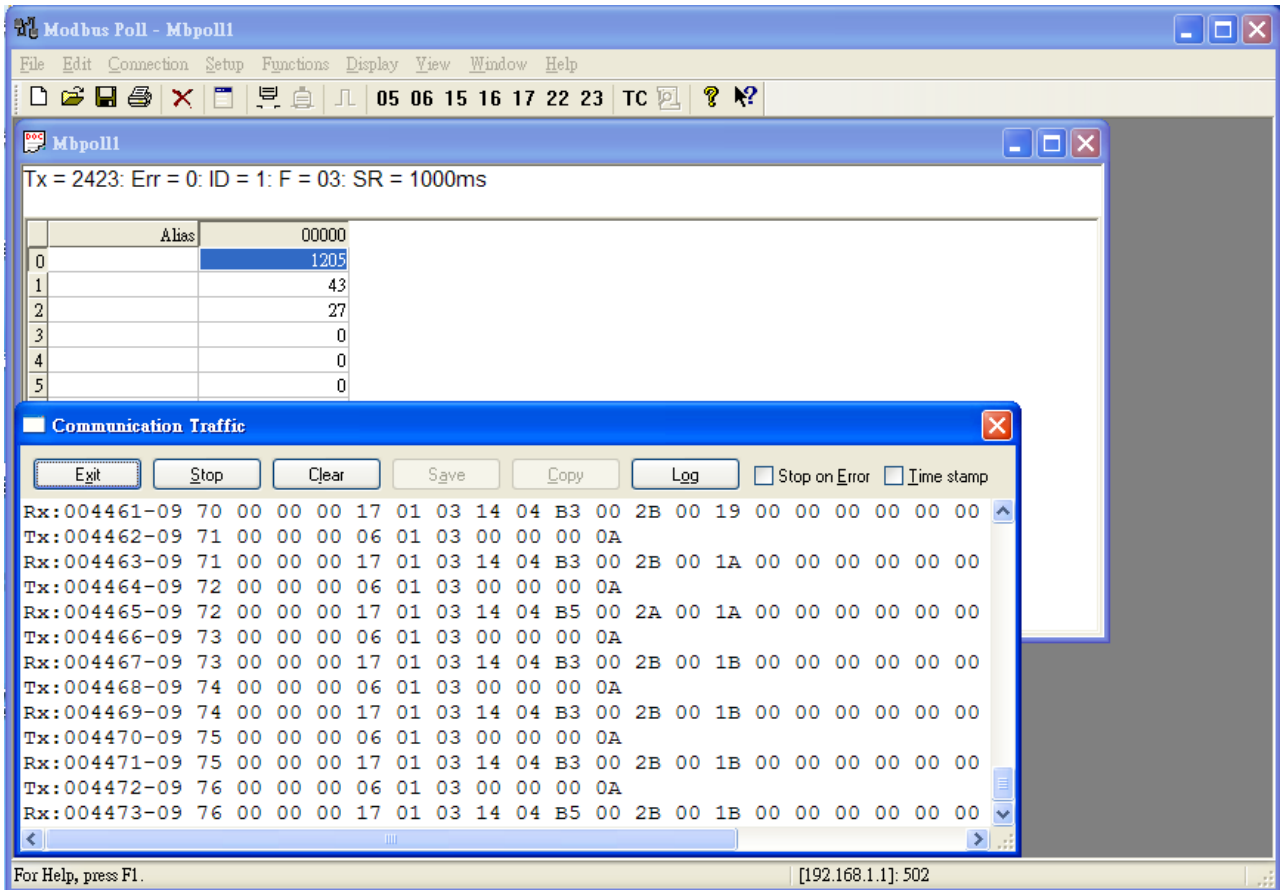 Modbus Poll - Mbpoll1
File Edit Connection Setup Functions Display View Window Help
05 06 15 16 17 22 23 TC
Mbpoll1
Tx = 2423: Err = 0: ID = 1: F = 03: SR = 1000ms
Alias 00000
0 1205
1 43
2 27
3 0
4 0
5 0
Communication Traffic
Exit Stop Clear Save Copy Log Stop on Error Time stamp
Rx:004461-09 70 00 00 00 17 01 03 14 04 B3 00 2B 00 19 00 00 00 00 00 00
Tx:004462-09 71 00 00 00 06 01 03 00 00 00 0A
Rx:004463-09 71 00 00 00 17 01 03 14 04 B3 00 2B 00 1A 00 00 00 00 00 00
Tx:004464-09 72 00 00 00 06 01 03 00 00 00 0A
Rx:004465-09 72 00 00 00 17 01 03 14 04 B5 00 2A 00 1A 00 00 00 00 00 00
Tx:004466-09 73 00 00 00 06 01 03 00 00 00 0A
Rx:004467-09 73 00 00 00 17 01 03 14 04 B3 00 2B 00 1B 00 00 00 00 00 00
Tx:004468-09 74 00 00 00 06 01 03 00 00 00 0A
Rx:004469-09 74 00 00 00 17 01 03 14 04 B3 00 2B 00 1B 00 00 00 00 00 00
Tx:004470-09 75 00 00 00 06 01 03 00 00 00 0A
Rx:004471-09 75 00 00 00 17 01 03 14 04 B3 00 2B 00 1B 00 00 00 00 00 00
Tx:004472-09 76 00 00 00 06 01 03 00 00 00 0A
Rx:004473-09 76 00 00 00 17 01 03 14 04 B5 00 2B 00 1B 00 00 00 00 00 00
For Help, press F1. [192.168.1.1]: 502